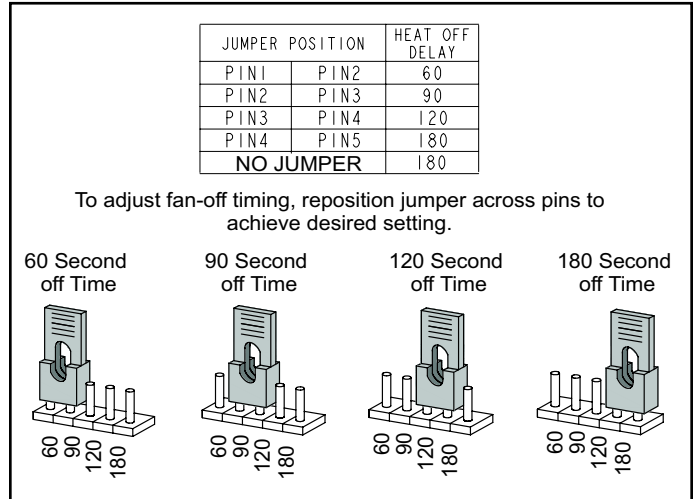 JUMPER POSITION HEAT OFF DELAY
PIN1 PIN2 60
PIN2 PIN3 90
PIN3 PIN4 120
PIN4 PIN5 180
NO JUMPER 180
To adjust fan-off timing, reposition jumper across pins to
achieve desired setting.
60 Second
off Time
90 Second
off Time
120 Second
off Time
180 Second
off Time
60
90
120
180
60
90
120
180
60
90
120
180
60
90
120
180